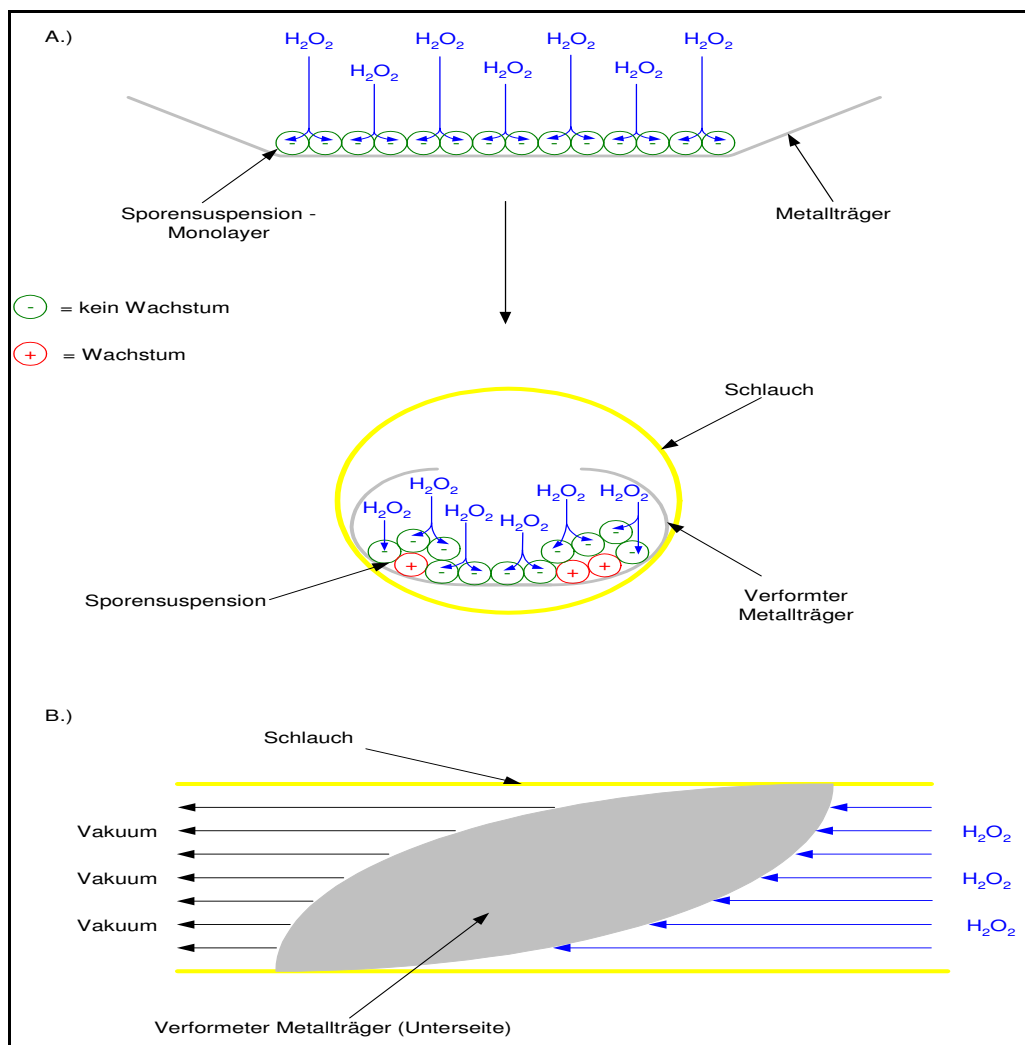 A.)
H₂O₂ H₂O₂ H₂O₂ H₂O₂
H₂O₂ H₂O₂ H₂O₂
- - - - - - - - - - - - - -
Sporensuspension -
Monolayer
Metallträger
- = kein Wachstum
+ = Wachstum
Schlauch
H₂O₂ H₂O₂ H₂O₂
H₂O₂ H₂O₂ H₂O₂
- - - - - -
- + - - - - + + -
Sporensuspension
Verformter
Metallträger
B.)
Schlauch
Vakuum H₂O₂
Vakuum H₂O₂
Vakuum H₂O₂
Verformeter Metallträger (Unterseite)